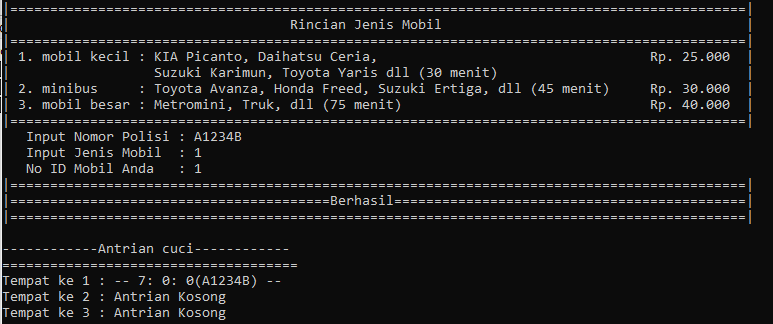 |============================================================================================|
|                                   Rincian Jenis Mobil                                      |
|============================================================================================|
| 1. mobil kecil : KIA Picanto, Daihatsu Ceria,                                  Rp. 25.000  |
|                  Suzuki Karimun, Toyota Yaris dll (30 menit)                               |
| 2. minibus     : Toyota Avanza, Honda Freed, Suzuki Ertiga, dll (45 menit)     Rp. 30.000  |
| 3. mobil besar : Metromini, Truk, dll (75 menit)                               Rp. 40.000  |
|============================================================================================|
   Input Nomor Polisi : A1234B
   Input Jenis Mobil  : 1
   No ID Mobil Anda   : 1
|============================================================================================|
|========================================Berhasil============================================|
|============================================================================================|
------------Antrian cuci------------
=====================================
Tempat ke 1 : -- 7: 0: 0(A1234B) --
Tempat ke 2 : Antrian Kosong
Tempat ke 3 : Antrian Kosong